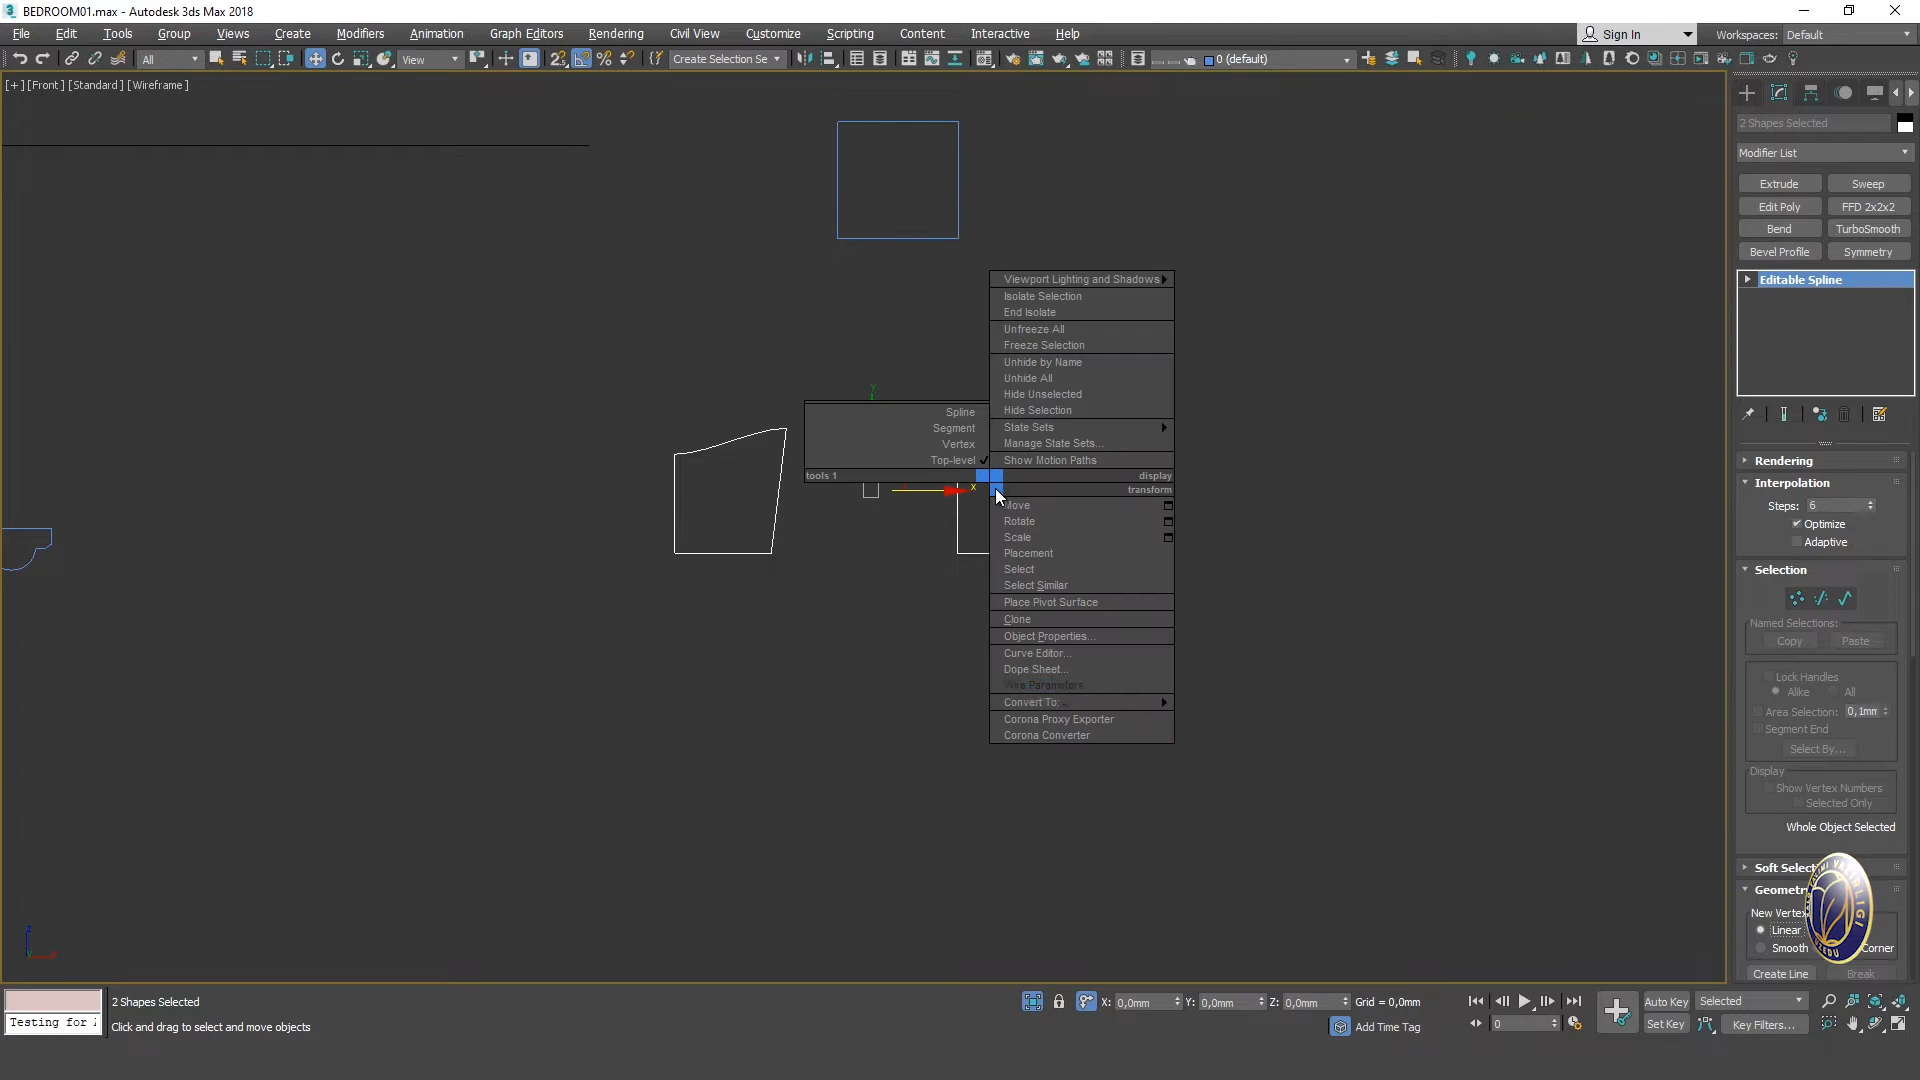 BEDROOM01.max - Autodesk 3ds Max 2018
File Edit Tools Group Views Create Modifiers Animation Graph Editors Rendering Civil View Customize Scripting Content Interactive Help
Sign In
Workspaces: Default
All
View
Create Selection Se
0 (default)
[+] [Front] [Standard] [Wireframe]
2 Shapes Selected
Modifier List
Extrude Sweep
Edit Poly FFD 2x2x2
Bend TurboSmooth
Bevel Profile Symmetry
Editable Spline
Viewport Lighting and Shadows
Isolate Selection
End Isolate
Unfreeze All
Freeze Selection
Unhide by Name
Unhide All
Hide Unselected
Hide Selection
State Sets
Manage State Sets...
Show Motion Paths
display
transform
Spline
Segment
Vertex
Top-level
tools 1
y
x
Move
Rotate
Scale
Placement
Select
Select Similar
Place Pivot Surface
Clone
Object Properties...
Curve Editor...
Dope Sheet...
Wire Parameters
Convert To:
Corona Proxy Exporter
Corona Converter
Rendering
Interpolation
Steps: 6
Optimize
Adaptive
Selection
Named Selections:
Copy Paste
Lock Handles
Alike All
Area Selection: 0,1mm
Segment End
Select By...
Display
Show Vertex Numbers
Selected Only
Whole Object Selected
Soft Select
Geometry
New Vertex
Linear
Smooth Corner
Create Line Break
2 Shapes Selected
X: 0,0mm Y: 0,0mm Z: 0,0mm Grid = 0,0mm
Auto Key Selected
Testing for
Click and drag to select and move objects
Add Time Tag
0
Set Key Key Filters...